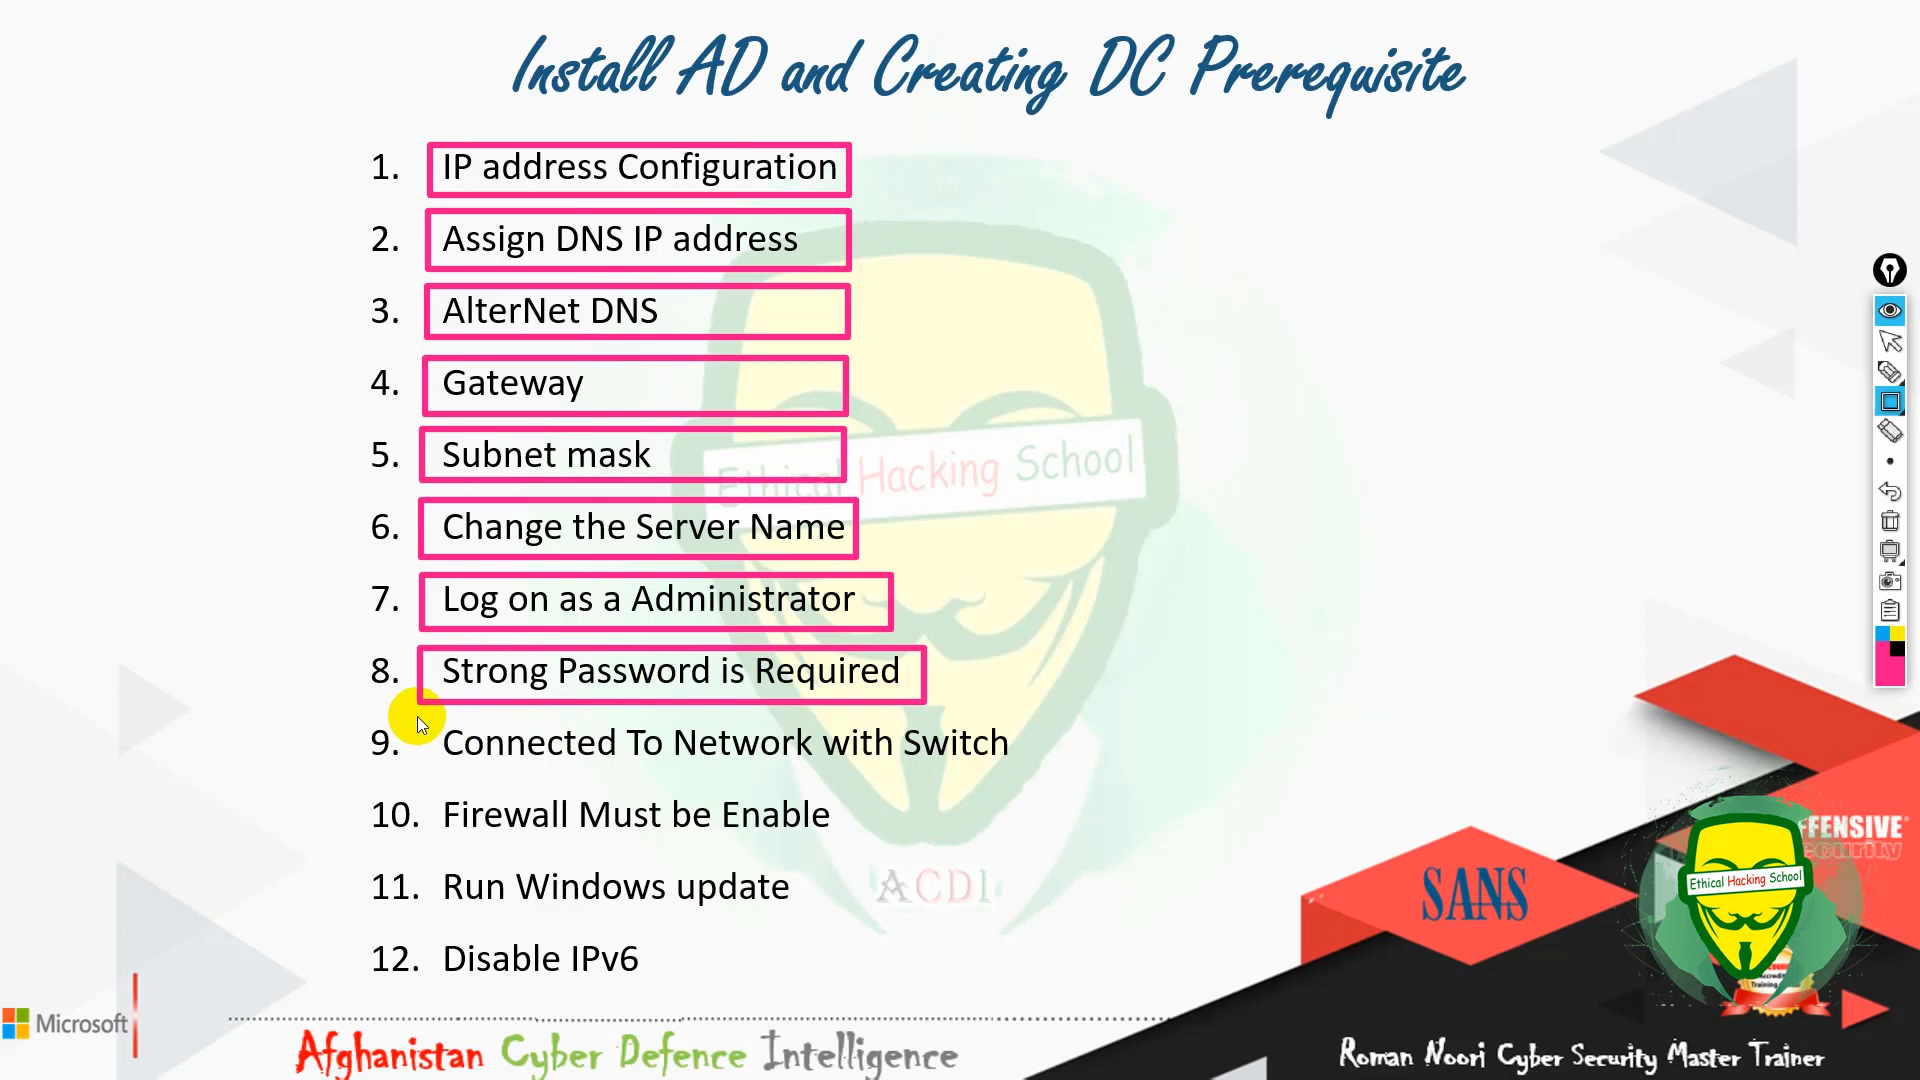 Install AD and Creating DC Prerequisite
1. IP address Configuration
2. Assign DNS IP address
3. AlterNet DNS
4. Gateway
5. Subnet mask
Ethical Hacking School
6. Change the Server Name
7. Log on as a Administrator
8. Strong Password is Required
9. Connected To Network with Switch
10. Firewall Must be Enable
11. Run Windows update
ACDI
12. Disable IPv6
FFENSIVE
ecurity
SANS
Ethical Hacking School
Microsoft
Afghanistan Cyber Defence Intelligence
Roman Noori Cyber Security Master Trainer